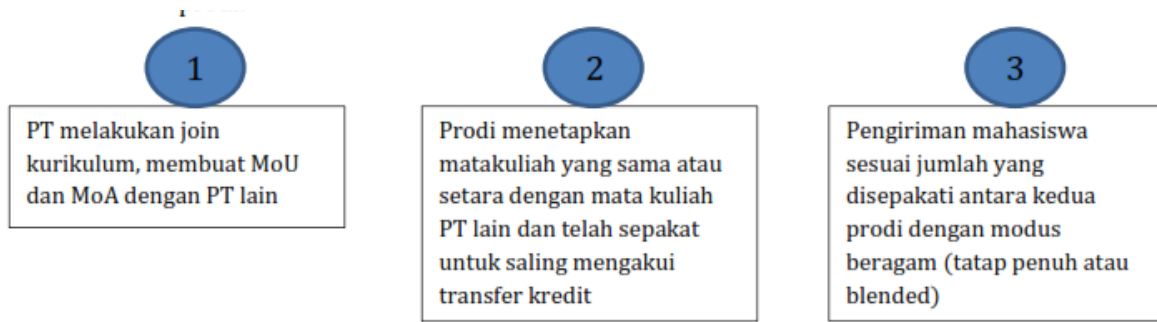 1
PT melakukan join
kurikulum, membuat MoU
dan MoA dengan PT lain
2
Prodi menetapkan
matakuliah yang sama atau
setara dengan mata kuliah
PT lain dan telah sepakat
untuk saling mengakui
transfer kredit
3
Pengiriman mahasiswa
sesuai jumlah yang
disepakati antara kedua
prodi dengan modus
beragam (tatap penuh atau
blended)